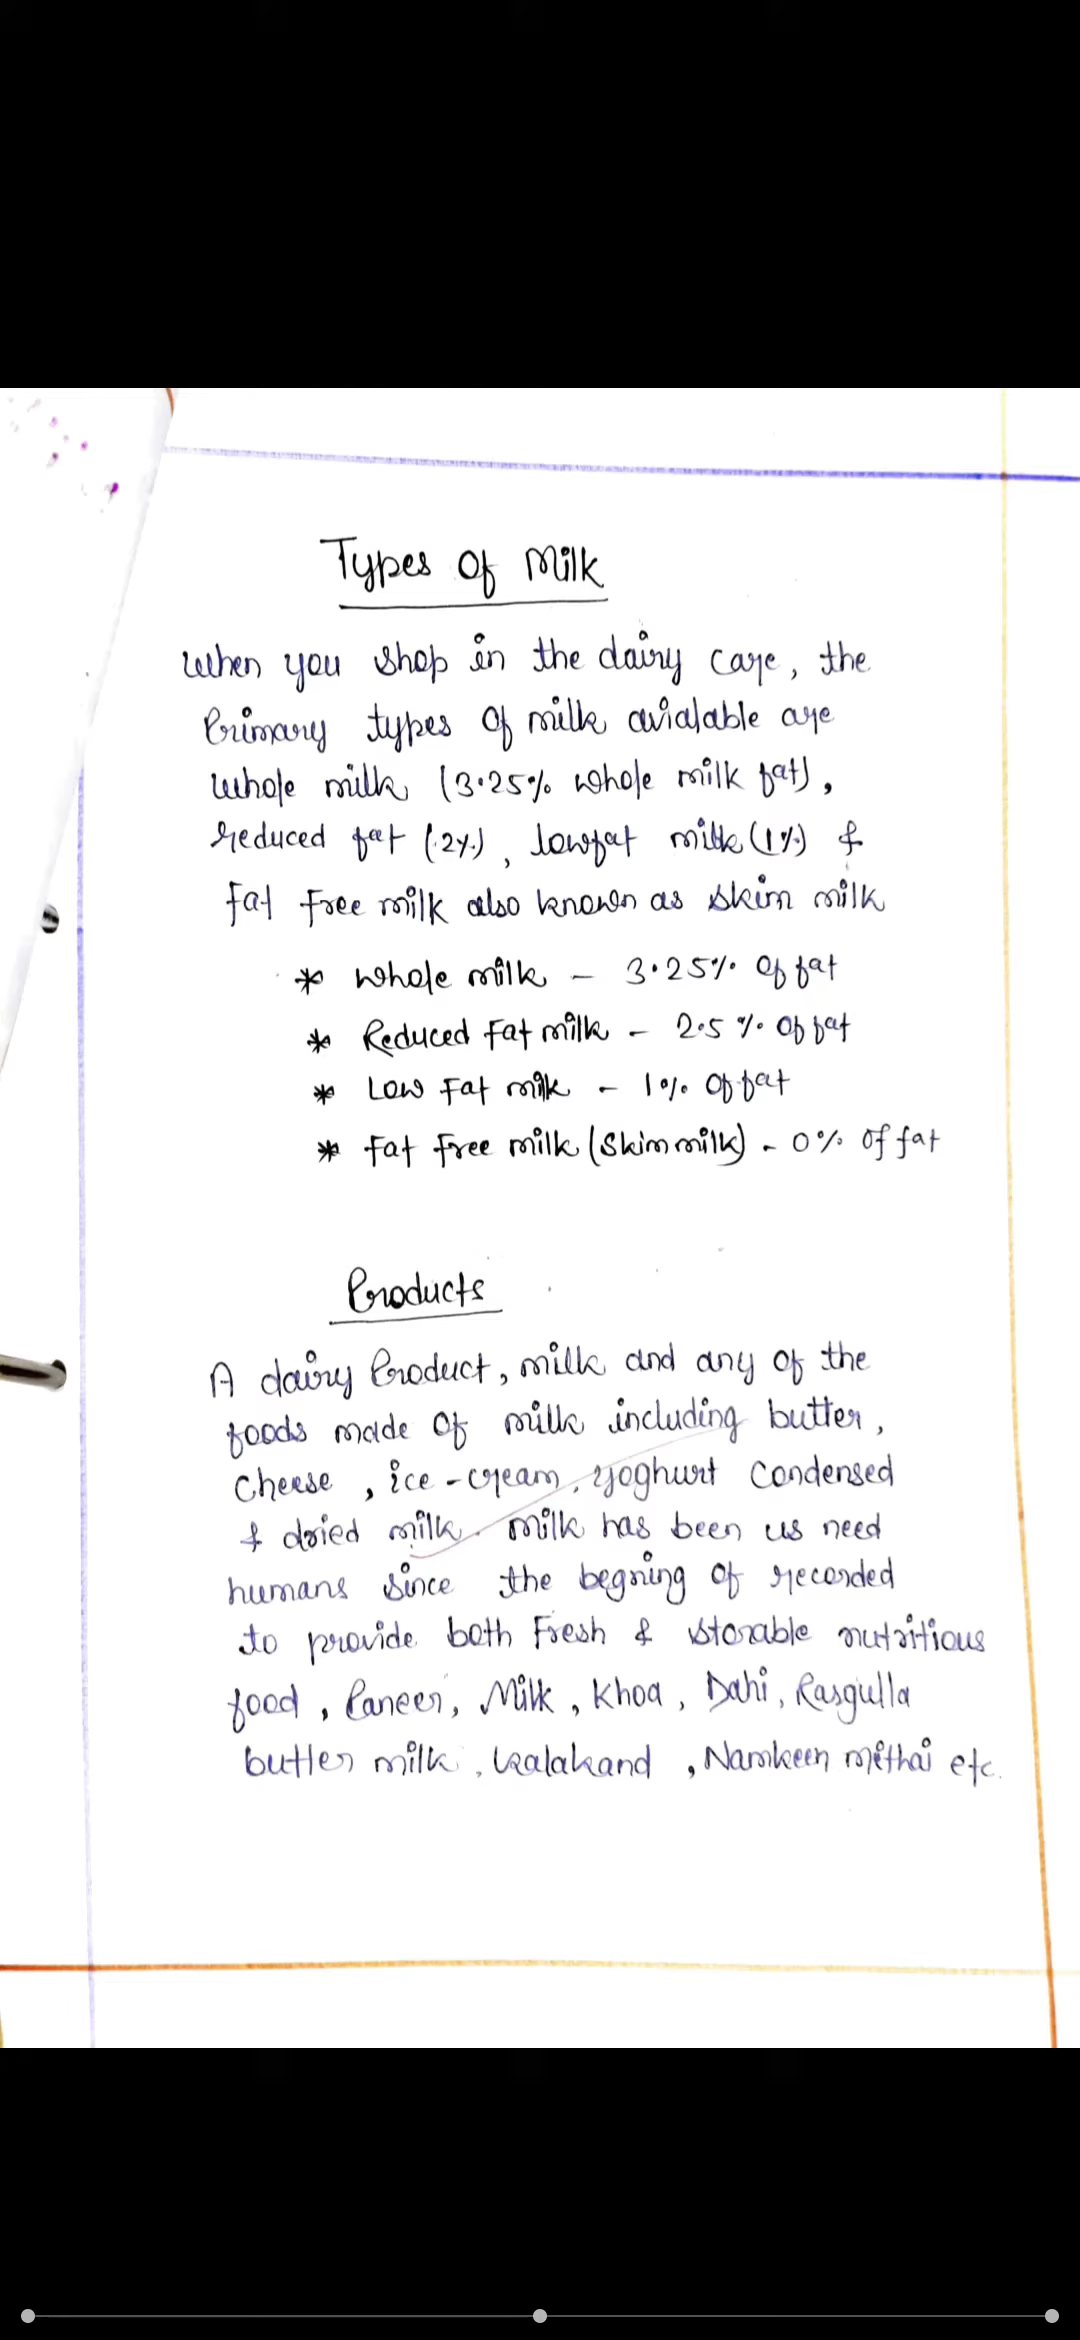 Types of Milk
When you shop in the dairy care, the
Primary types of milk avialable are
whole milk (3.25% whole milk fat),
reduced fat (.2%), lowfat milk (1%) &
Fat Free milk also known as skim milk
* Whole milk - 3.25% of fat
* Reduced Fat milk - 2.5% of fat
* Low Fat milk - 1% of fat
* Fat Free milk (Skim milk) - 0% of fat
Products
A dairy Product, milk and any of the
foods made of milk including butter,
cheese, ice-cream, yoghurt condensed
& dried milk. Milk has been us need
humans since the begning of recorded
to provide both Fresh & storable nutritious
food, Paneer, Milk, Khoa, Dahi, Rasgulla
butter milk, Kalakand, Namkeen mithai etc.